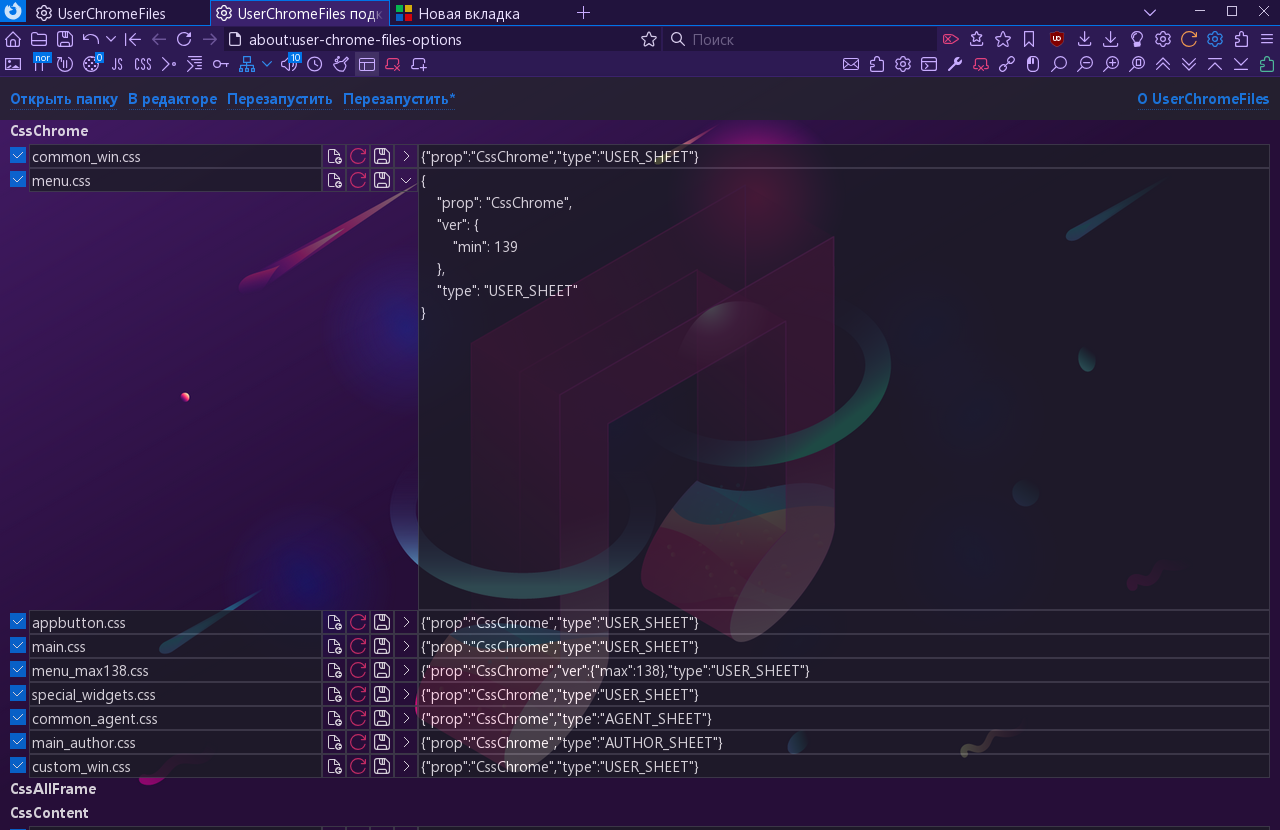 UserChromeFiles
UserChromeFiles подк
Новая вкладка
about:user-chrome-files-options
Поиск
nor
0
JS
CSS
10
Открыть папку В редакторе Перезапустить Перезапустить* О UserChromeFiles
CssChrome
common_win.css {"prop":"CssChrome","type":"USER_SHEET"}
menu.css {
"prop": "CssChrome",
"ver": {
"min": 139
},
"type": "USER_SHEET"
}
appbutton.css {"prop":"CssChrome","type":"USER_SHEET"}
main.css {"prop":"CssChrome","type":"USER_SHEET"}
menu_max138.css {"prop":"CssChrome","ver":{"max":138},"type":"USER_SHEET"}
special_widgets.css {"prop":"CssChrome","type":"USER_SHEET"}
common_agent.css {"prop":"CssChrome","type":"AGENT_SHEET"}
main_author.css {"prop":"CssChrome","type":"AUTHOR_SHEET"}
custom_win.css {"prop":"CssChrome","type":"USER_SHEET"}
CssAllFrame
CssContent